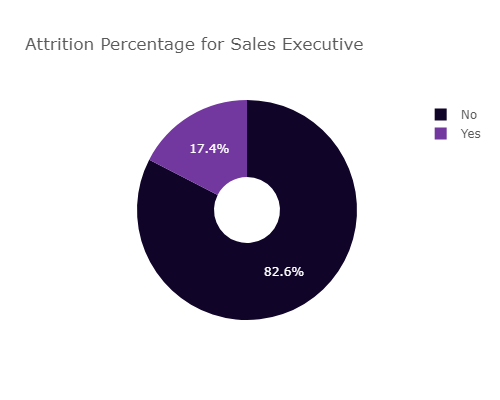 Attrition Percentage for Sales Executive
No
Yes
17.4%
82.6%